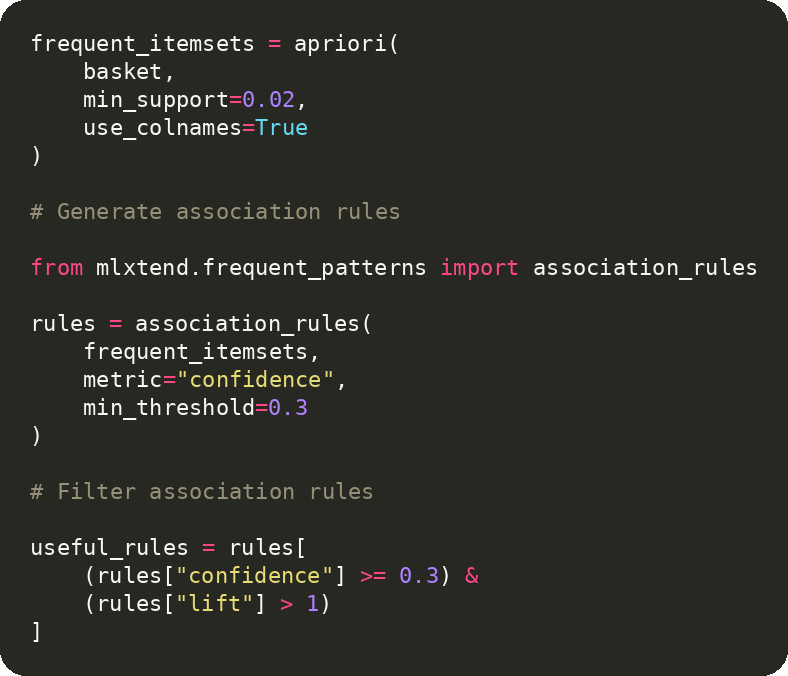 frequent_itemsets = apriori(
    basket,
    min_support=0.02,
    use_colnames=True
)
# Generate association rules
from mlxtend.frequent_patterns import association_rules
rules = association_rules(
    frequent_itemsets,
    metric="confidence",
    min_threshold=0.3
)
# Filter association rules
useful_rules = rules[
    (rules["confidence"] >= 0.3) &
    (rules["lift"] > 1)
]